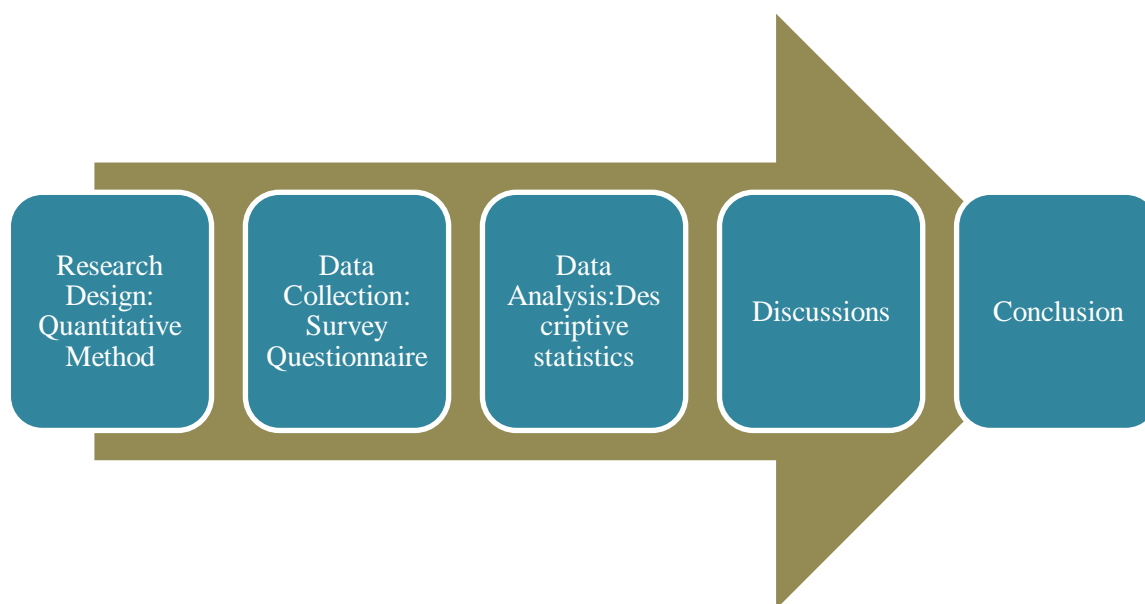 Research
Design:
Quantitative
Method
Data
Collection:
Survey
Questionnaire
Data
Analysis:Des
criptive
statistics
Discussions
Conclusion